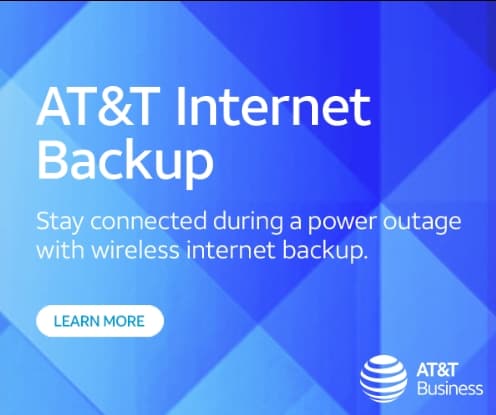 AT&T Internet
Backup
Stay connected during a power outage
with wireless internet backup.
LEARN MORE
AT&T
Business